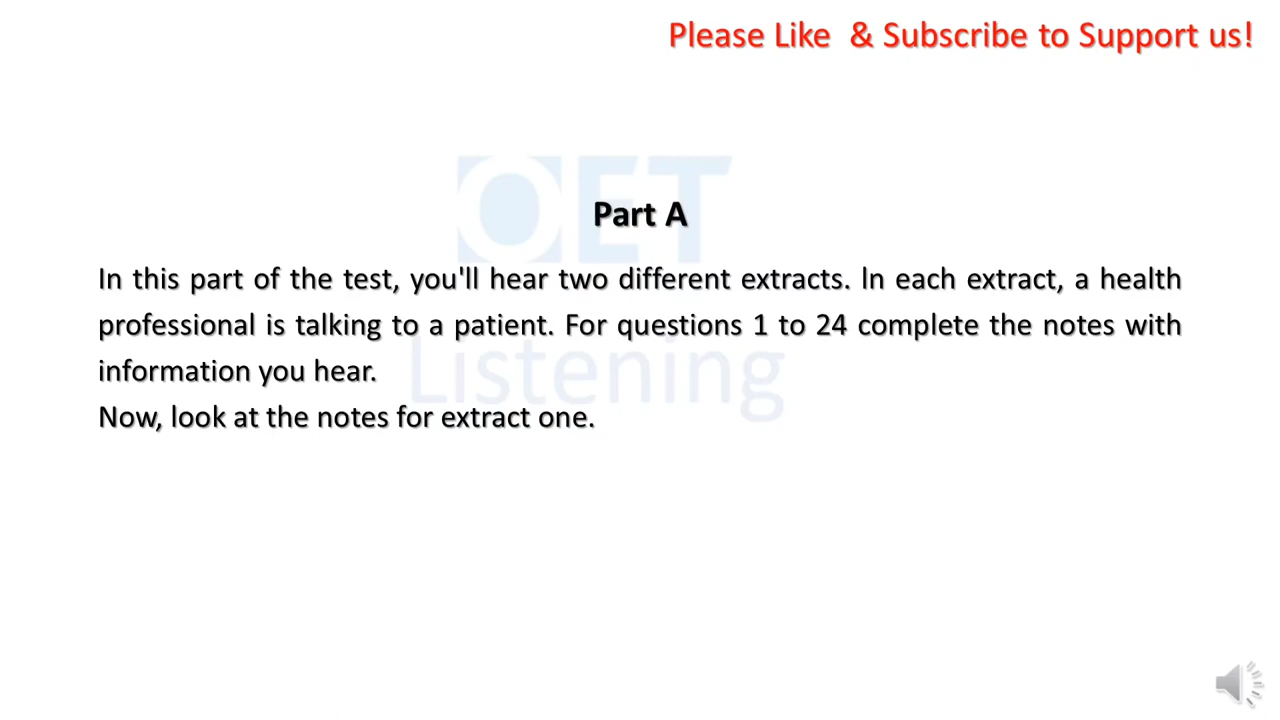 Please Like & Subscribe to Support us!
OET
Part A
In this part of the test, you'll hear two different extracts. In each extract, a health
professional is talking to a patient. For questions 1 to 24 complete the notes with
Listening
information you hear.
Now, look at the notes for extract one.